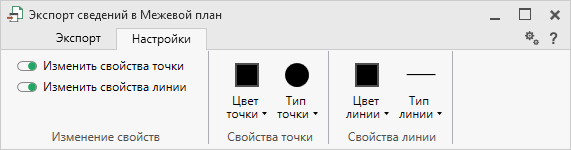 Экспорт сведений в Межевой план
Экспорт
Настройки
?
Изменить свойства точки
Изменить свойства линии
Изменение свойств
Цвет
точки
Тип
точки
Свойства точки
Цвет
линии
Тип
линии
Свойства линии